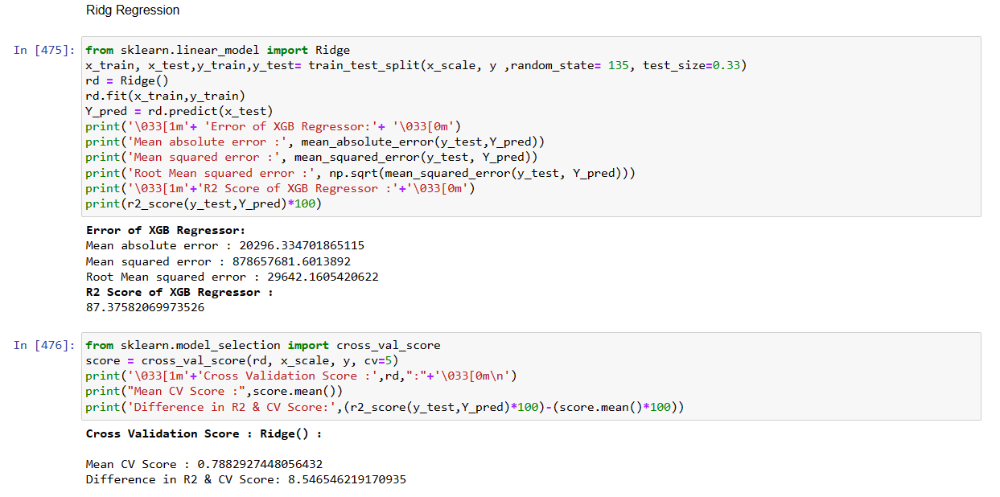 Ridg Regression
In [475]: from sklearn.linear_model import Ridge
x_train, x_test,y_train,y_test= train_test_split(x_scale, y ,random_state= 135, test_size=0.33)
rd = Ridge()
rd.fit(x_train,y_train)
Y_pred = rd.predict(x_test)
print('\033[1m'+ 'Error of XGB Regressor:'+ '\033[0m')
print('Mean absolute error :', mean_absolute_error(y_test,Y_pred))
print('Mean squared error :', mean_squared_error(y_test, Y_pred))
print('Root Mean squared error :', np.sqrt(mean_squared_error(y_test, Y_pred)))
print('\033[1m'+'R2 Score of XGB Regressor :'+'\033[0m')
print(r2_score(y_test,Y_pred)*100)
Error of XGB Regressor:
Mean absolute error : 20296.334701865115
Mean squared error : 878657681.6013892
Root Mean squared error : 29642.1605420622
R2 Score of XGB Regressor :
87.37582069973526
In [476]: from sklearn.model_selection import cross_val_score
score = cross_val_score(rd, x_scale, y, cv=5)
print('\033[1m'+'Cross Validation Score :',rd,":"+'\033[0m\n')
print("Mean CV Score :",score.mean())
print('Difference in R2 & CV Score:',(r2_score(y_test,Y_pred)*100)-(score.mean()*100))
Cross Validation Score : Ridge() :
Mean CV Score : 0.7882927448056432
Difference in R2 & CV Score: 8.546546219170935